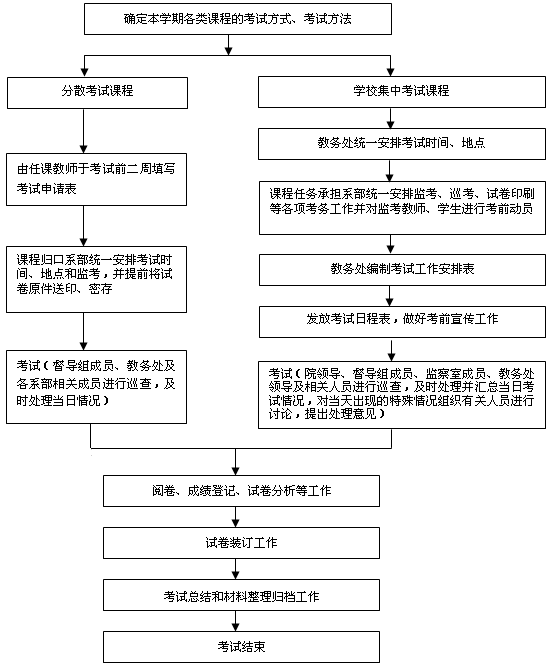 确定本学期各类课程的考试方式、考试方法
分散考试课程
由任课教师于考试前二周填写
考试申请表
课程归口系部统一安排考试时
间、地点和监考，并提前将试
卷原件送印、密存
考试（督导组成员、教务处及
各系部相关成员进行巡查，及
时处理当日情况）
学校集中考试课程
教务处统一安排考试时间、地点
课程任务承担系部统一安排监考、巡考、试卷印刷
等各项考务工作并对监考教师、学生进行考前动员
教务处编制考试工作安排表
发放考试日程表，做好考前宣传工作
考试（院领导、督导组成员、监察室成员、教务处
领导及相关人员进行巡查，及时处理并汇总当日考
试情况，对当天出现的特殊情况组织有关人员进行
讨论，提出处理意见）
阅卷、成绩登记、试卷分析等工作
试卷装订工作
考试总结和材料整理归档工作
考试结束